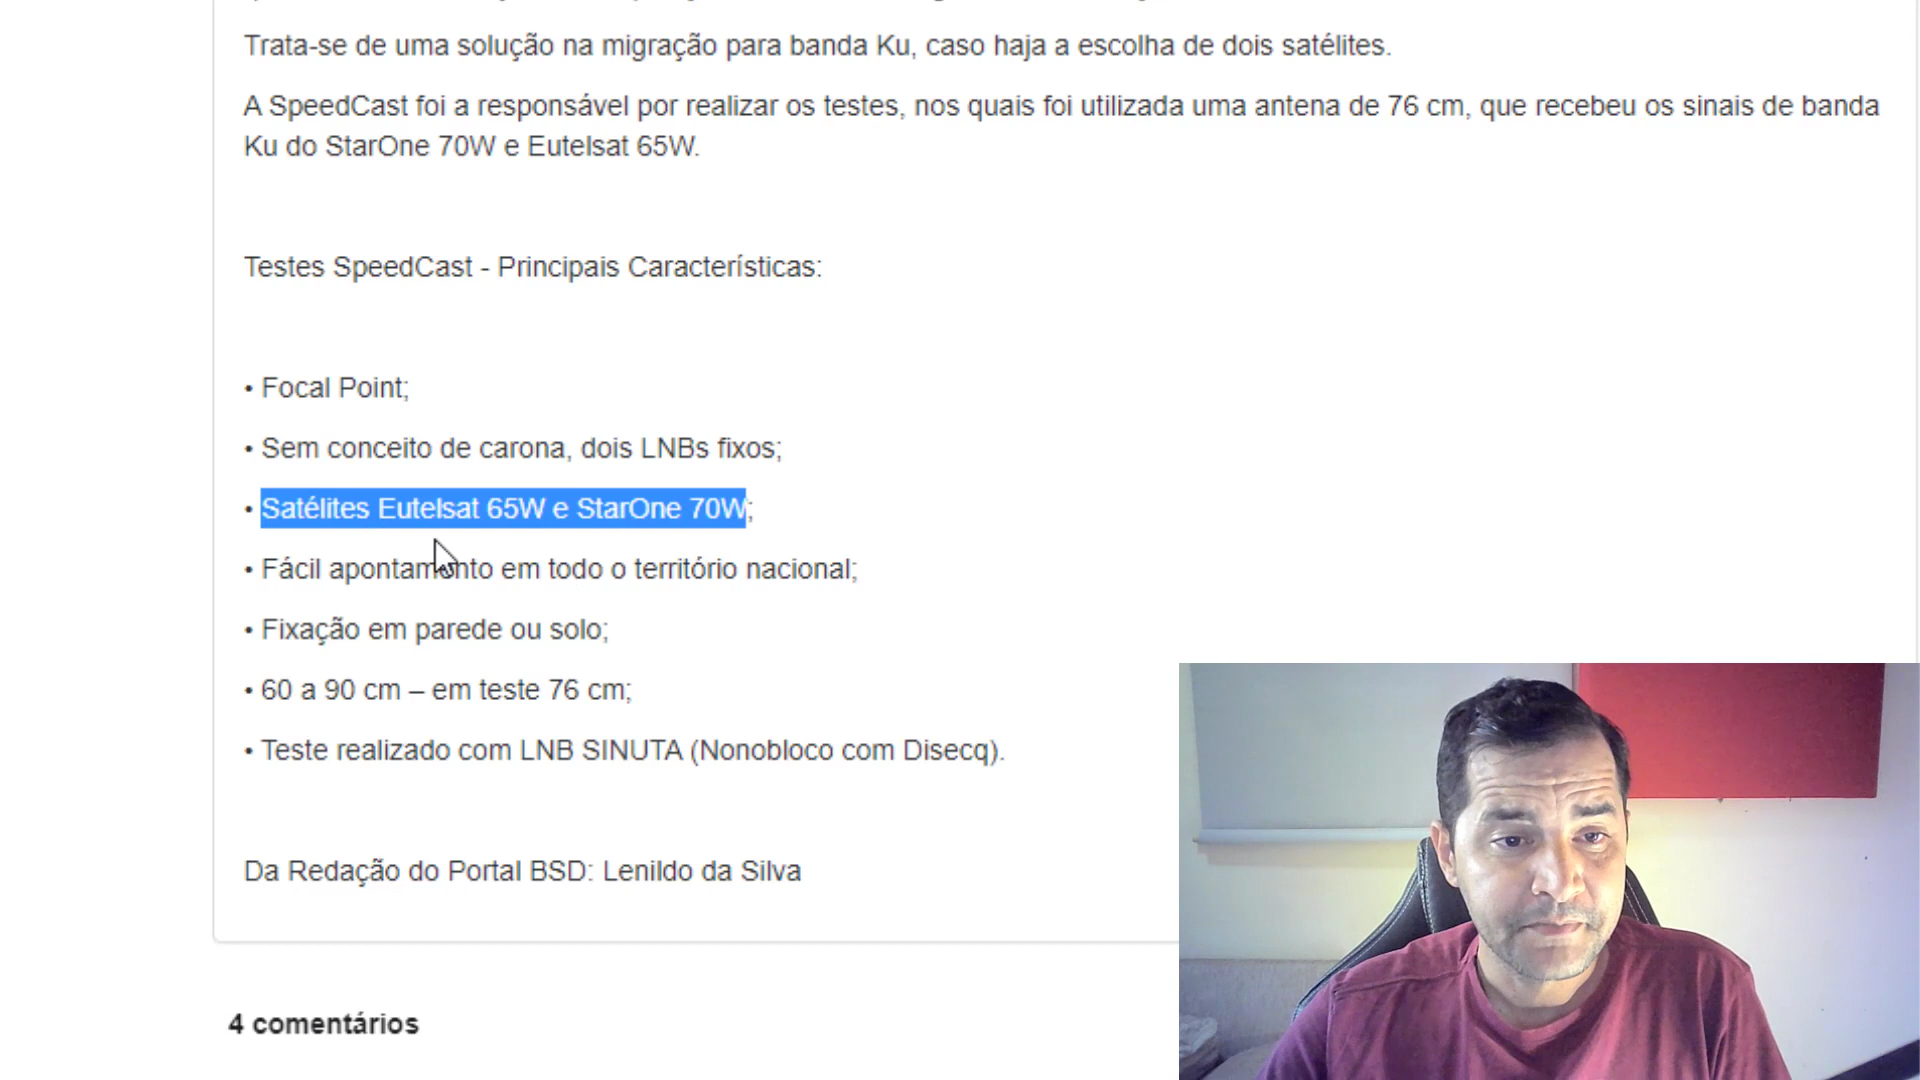 Trata-se de uma solução na migração para banda Ku, caso haja a escolha de dois satélites.
A SpeedCast foi a responsável por realizar os testes, nos quais foi utilizada uma antena de 76 cm, que recebeu os sinais de banda
Ku do StarOne 70W e Eutelsat 65W.
Testes SpeedCast - Principais Características:
• Focal Point;
• Sem conceito de carona, dois LNBs fixos;
• Satélites Eutelsat 65W e StarOne 70W;
• Fácil apontamento em todo o território nacional;
• Fixação em parede ou solo;
• 60 a 90 cm – em teste 76 cm;
• Teste realizado com LNB SINUTA (Nonobloco com Disecq).
Da Redação do Portal BSD: Lenildo da Silva
4 comentários